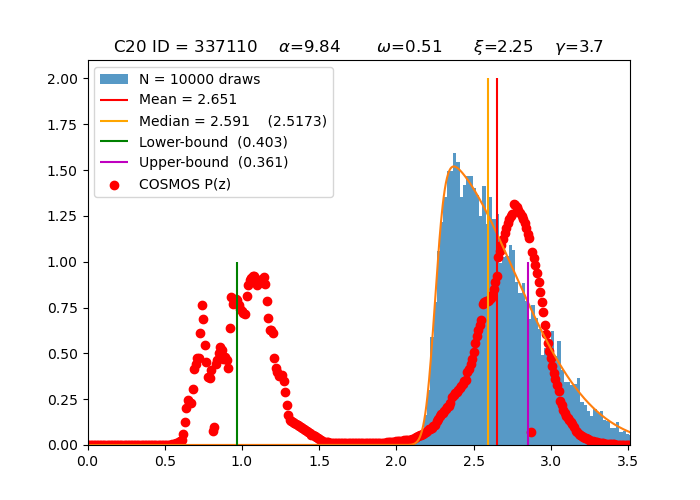 C20 ID = 337110 α=9.84 ω=0.51 ξ=2.25 γ=3.7
N = 10000 draws
Mean = 2.651
Median = 2.591 (2.5173)
Lower-bound (0.403)
Upper-bound (0.361)
COSMOS P(z)
2.00
1.75
1.50
1.25
1.00
0.75
0.50
0.25
0.00
0.0 0.5 1.0 1.5 2.0 2.5 3.0 3.5